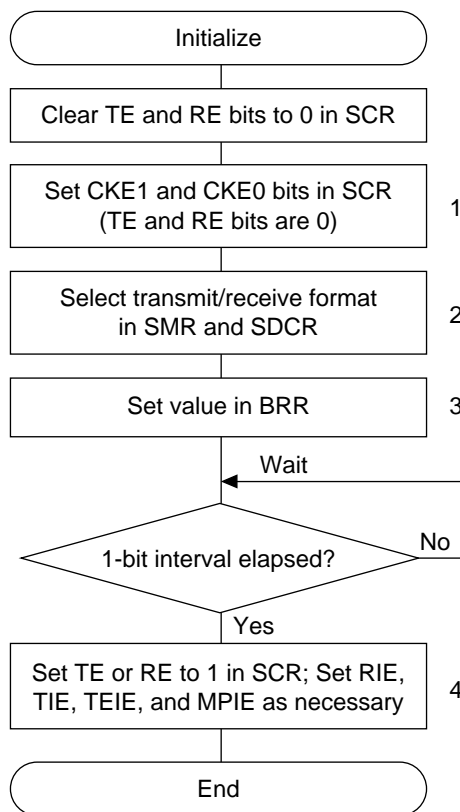 Initialize
Clear TE and RE bits to 0 in SCR
Set CKE1 and CKE0 bits in SCR
(TE and RE bits are 0)
1
Select transmit/receive format
in SMR and SDCR
2
Set value in BRR
3
Wait
1-bit interval elapsed?
No
Yes
Set TE or RE to 1 in SCR; Set RIE,
TIE, TEIE, and MPIE as necessary
4
End